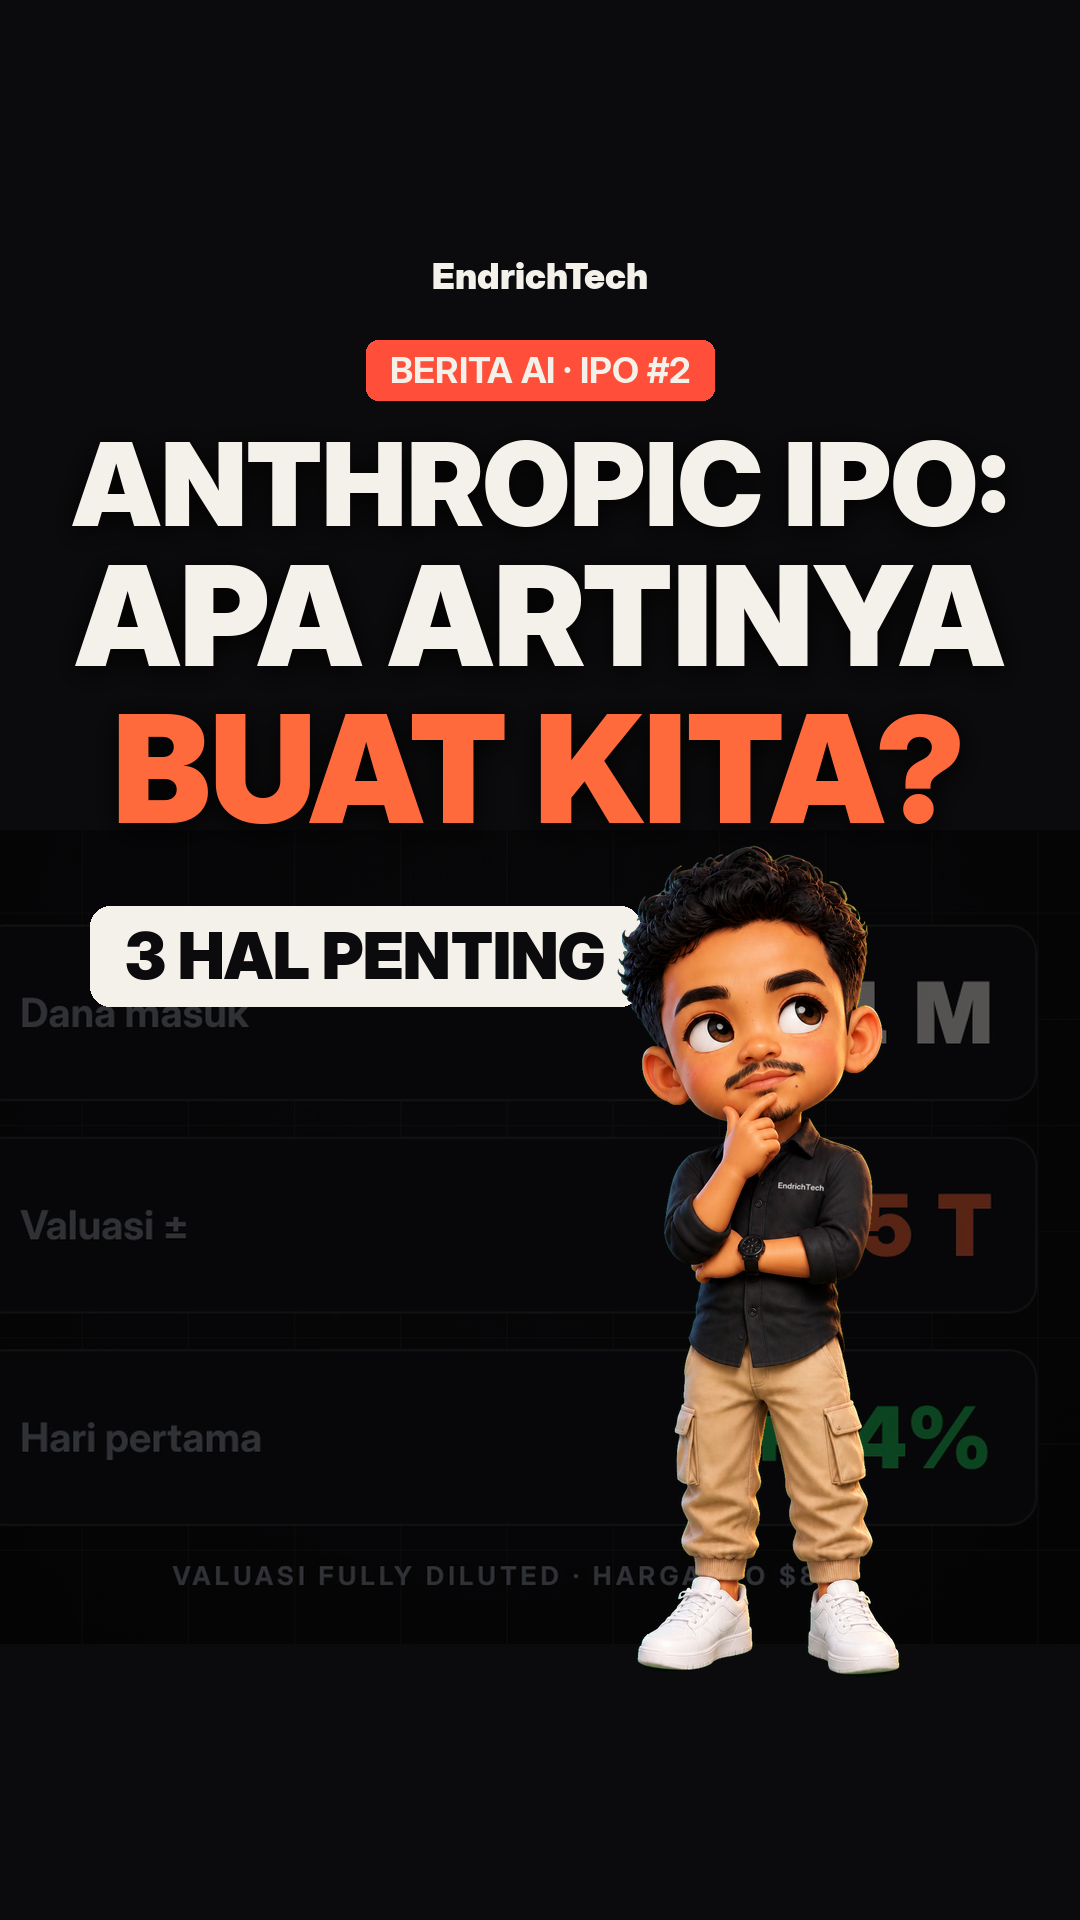 EndrichTech
BERITA AI · IPO #2
ANTHROPIC IPO:
APA ARTINYA
BUAT KITA?
3 HAL PENTING
Dana masuk
M
EndrichTech
Valuasi ±
5 T
Hari pertama
4%
VALUASI FULLY DILUTED · HARGA